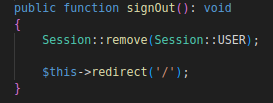 public function signOut(): void
{
    Session::remove(Session::USER);

    $this->redirect('/');
}